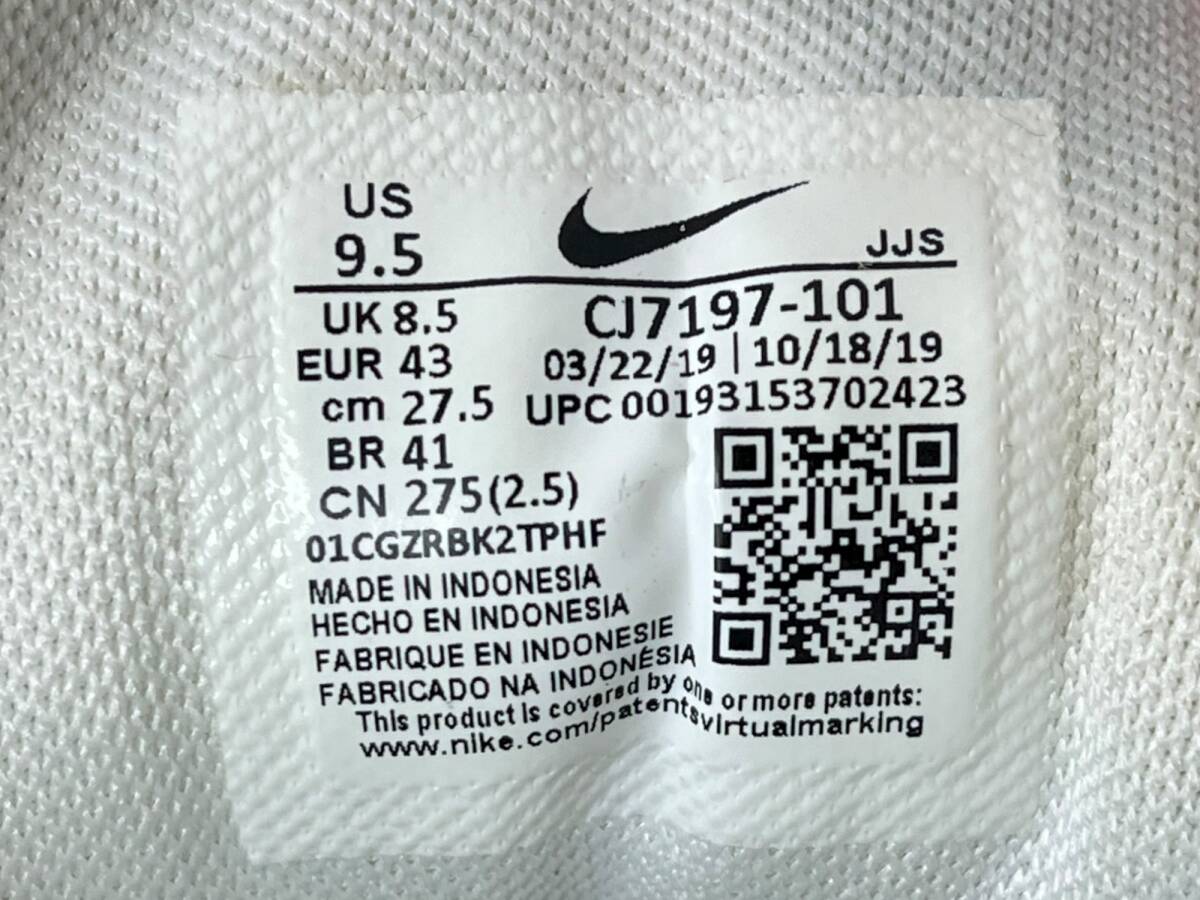 US
9.5
JJS
UK 8.5
CJ7197-101
EUR 43
03/22/19 | 10/18/19
cm 27.5
UPC 00193153702423
BR 41
CN 275(2.5)
01CGZRBK2TPHF
MADE IN INDONESIA
HECHO EN INDONESIA
FABRIQUE EN INDONESIE
FABRICADO NA INDONÉSIA
This product is covered by one or more patents:
www.nike.com/patentsvirtualmarking